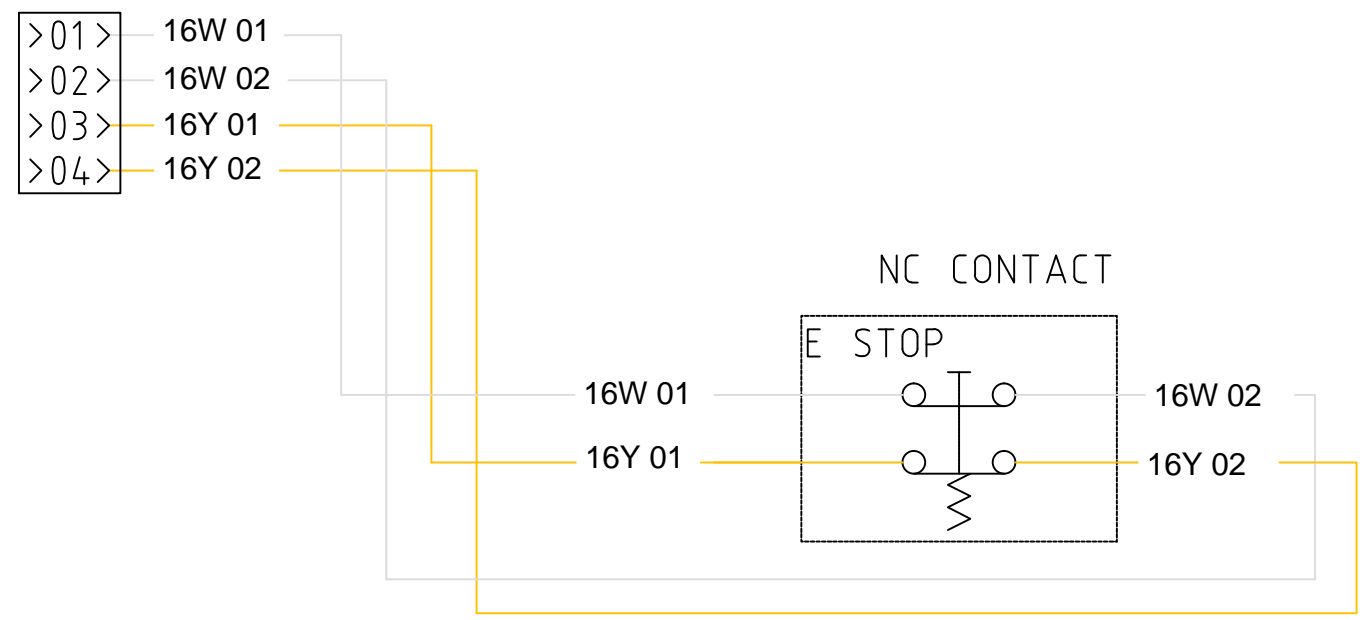 >01> 16W 01
>02> 16W 02
>03> 16Y 01
>04> 16Y 02
NC CONTACT
E STOP
16W 01
16W 02
16Y 01
16Y 02